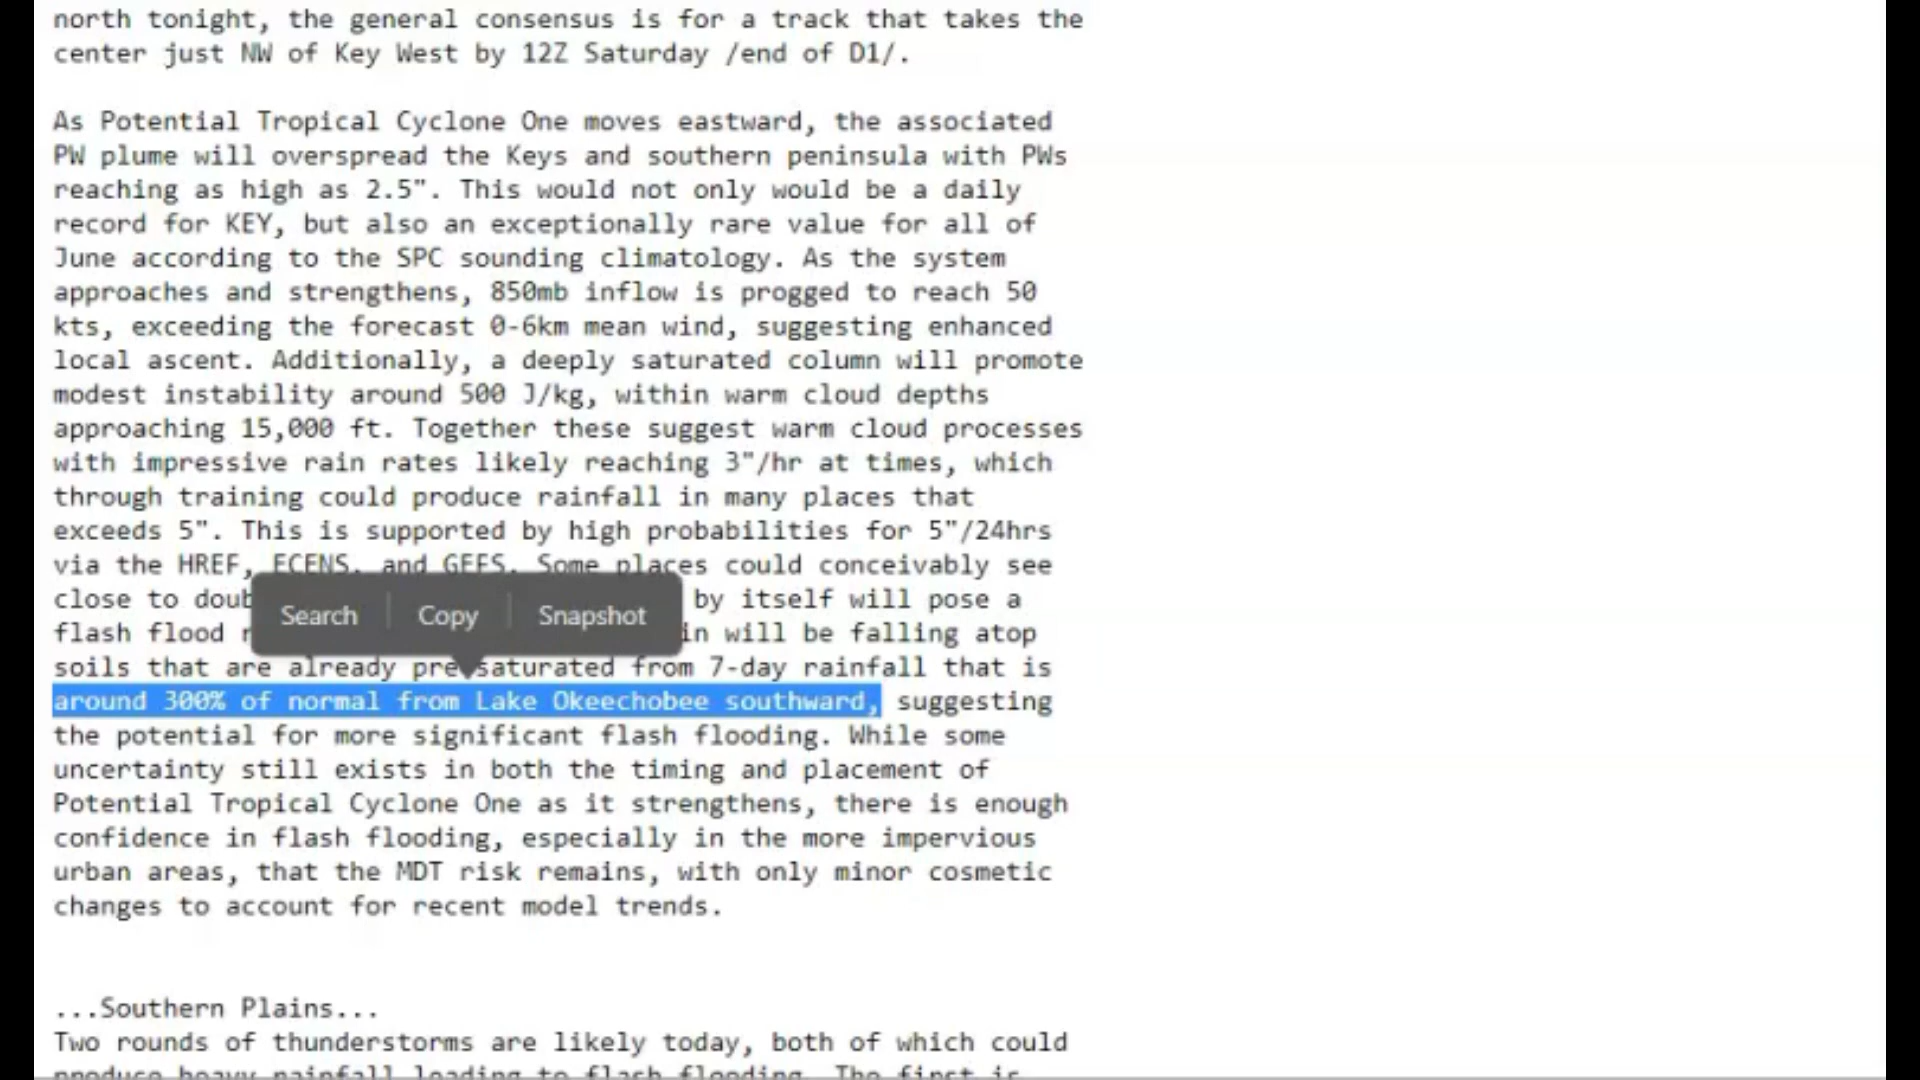 north tonight, the general consensus is for a track that takes the
center just NW of Key West by 12Z Saturday /end of D1/.
As Potential Tropical Cyclone One moves eastward, the associated
PW plume will overspread the Keys and southern peninsula with PWs
reaching as high as 2.5". This would not only would be a daily
record for KEY, but also an exceptionally rare value for all of
June according to the SPC sounding climatology. As the system
approaches and strengthens, 850mb inflow is progged to reach 50
kts, exceeding the forecast 0-6km mean wind, suggesting enhanced
local ascent. Additionally, a deeply saturated column will promote
modest instability around 500 J/kg, within warm cloud depths
approaching 15,000 ft. Together these suggest warm cloud processes
with impressive rain rates likely reaching 3"/hr at times, which
through training could produce rainfall in many places that
exceeds 5". This is supported by high probabilities for 5"/24hrs
via the HREF, ECENS, and GEFS. Some places could conceivably see
close to by itself will pose a
Search Copy Snapshot
flash flood will be falling atop
soils that are already pre saturated from 7-day rainfall that is
around 300% of normal from Lake Okeechobee southward, suggesting
the potential for more significant flash flooding. While some
uncertainty still exists in both the timing and placement of
Potential Tropical Cyclone One as it strengthens, there is enough
confidence in flash flooding, especially in the more impervious
urban areas, that the MDT risk remains, with only minor cosmetic
changes to account for recent model trends.
...Southern Plains...
Two rounds of thunderstorms are likely today, both of which could
produce heavy rainfall leading to flash flooding. The first is